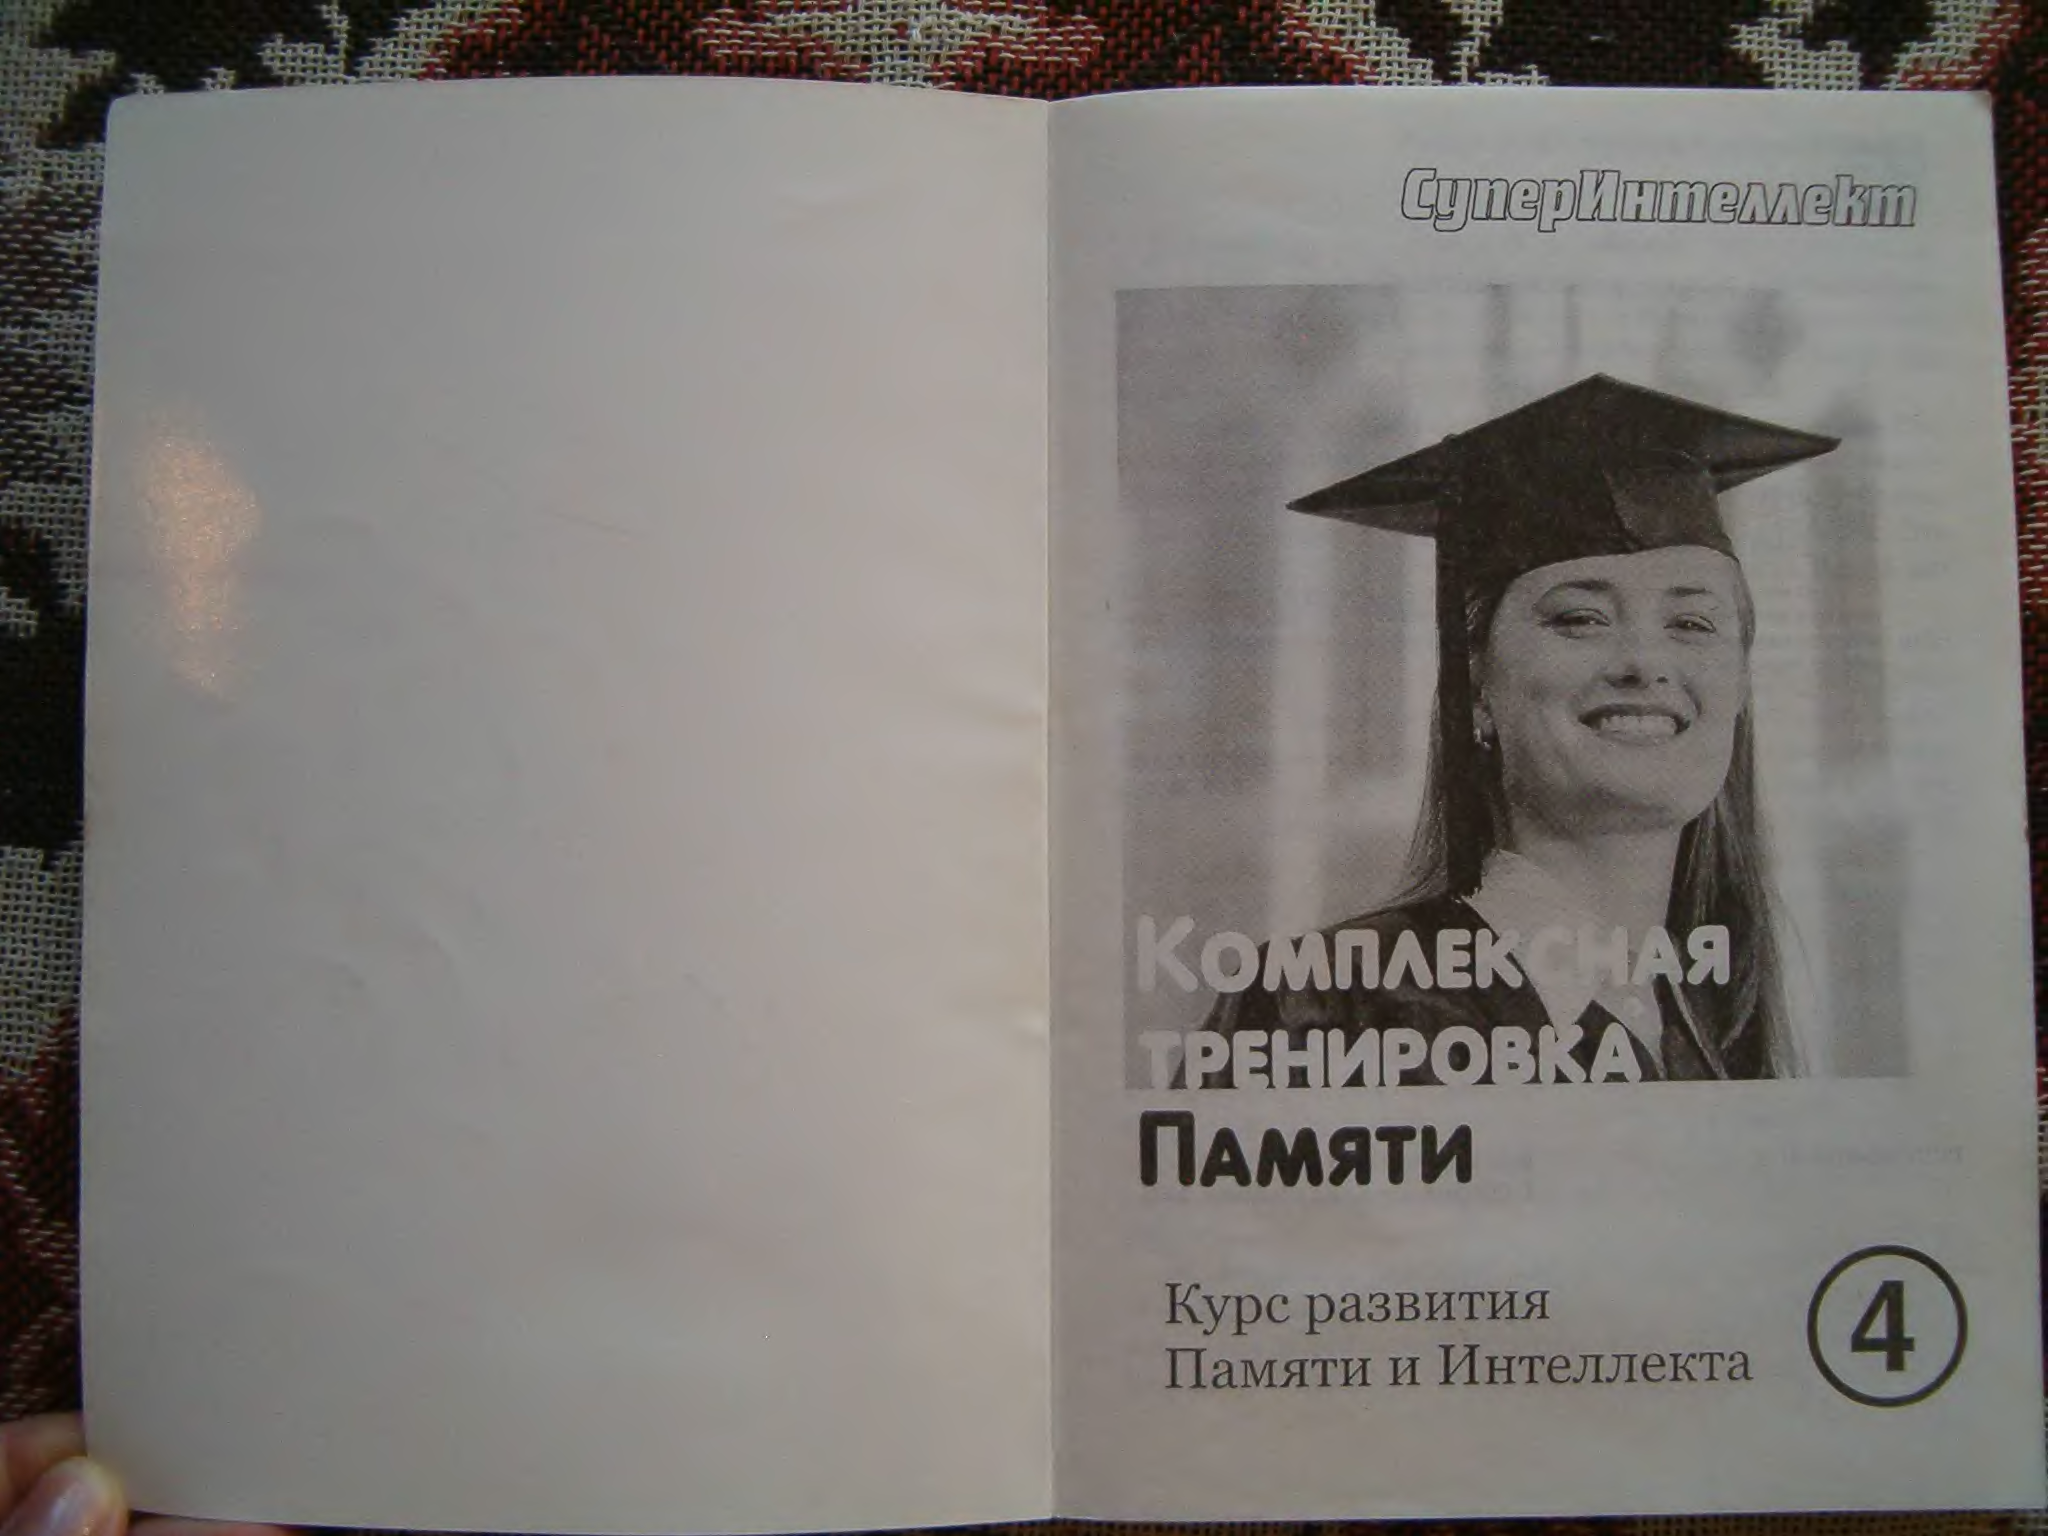 СуперИнтеллект
Комплексная
тренировка
Памяти
Курс развития
Памяти и Интеллекта
4